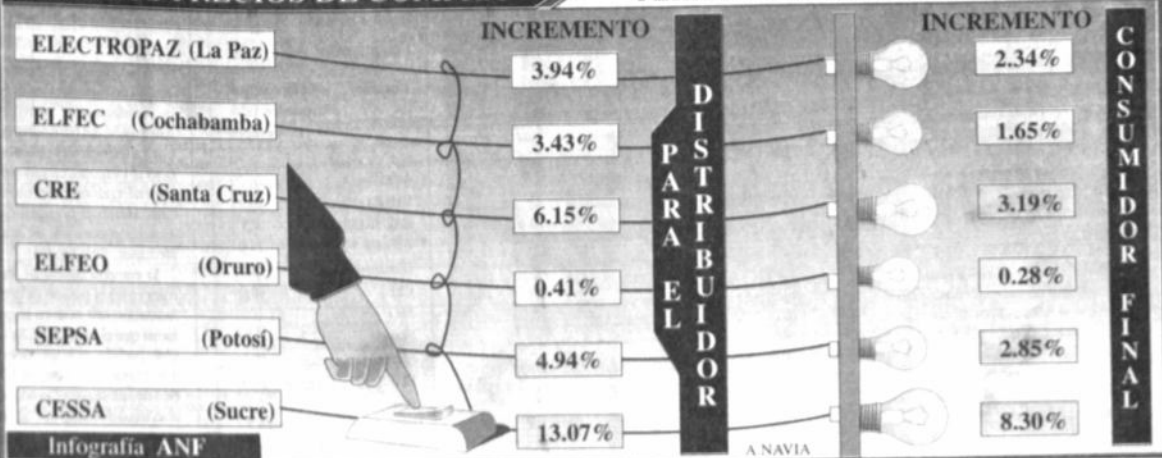 PRECIOS DE
INCREMENTO
INCREMENTO
ELECTROPAZ (La Paz)
3.94%
2.34%
ELFEC (Cochabamba)
3.43%
1.65%
CRE (Santa Cruz)
6.15%
3.19%
ELFEO (Oruro)
0.41%
0.28%
SEPSA (Potosí)
4.94%
2.85%
CESSA (Sucre)
13.07%
8.30%
PARA EL
DISTRIBUIDOR
CONSUMIDOR FINAL
Infografía ANF
A NAVIA